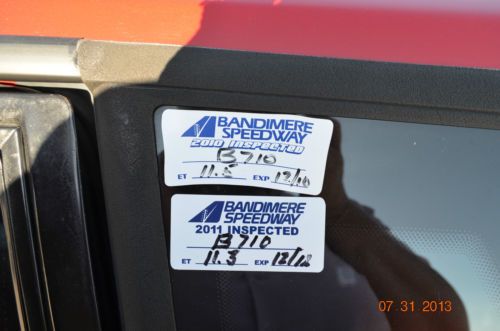 BANDIMERE
SPEEDWAY
2010 INSPECTED
B710
ET 11.5 EXP 12/10
BANDIMERE
SPEEDWAY
2011 INSPECTED
B710
ET 11.3 EXP 12/12
07 31 2013